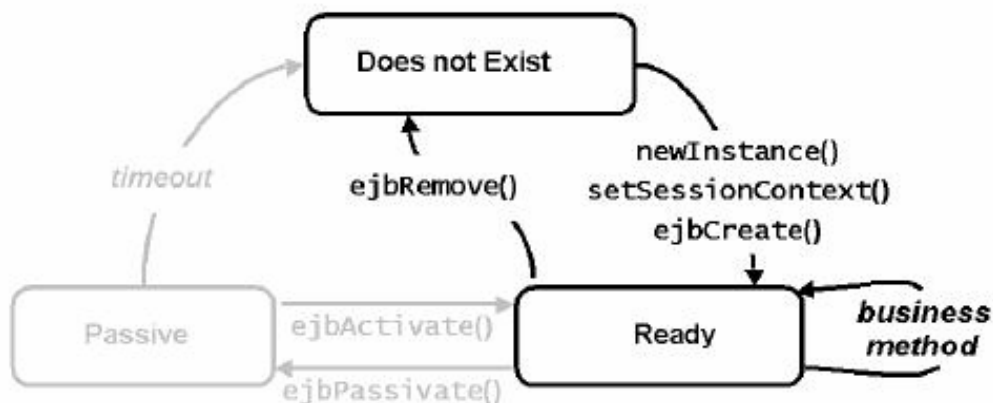 Does not Exist
timeout
ejbRemove()
newInstance()
setSessionContext()
ejbCreate()
Passive
ejbActivate()
ejbPassivate()
Ready
business
method